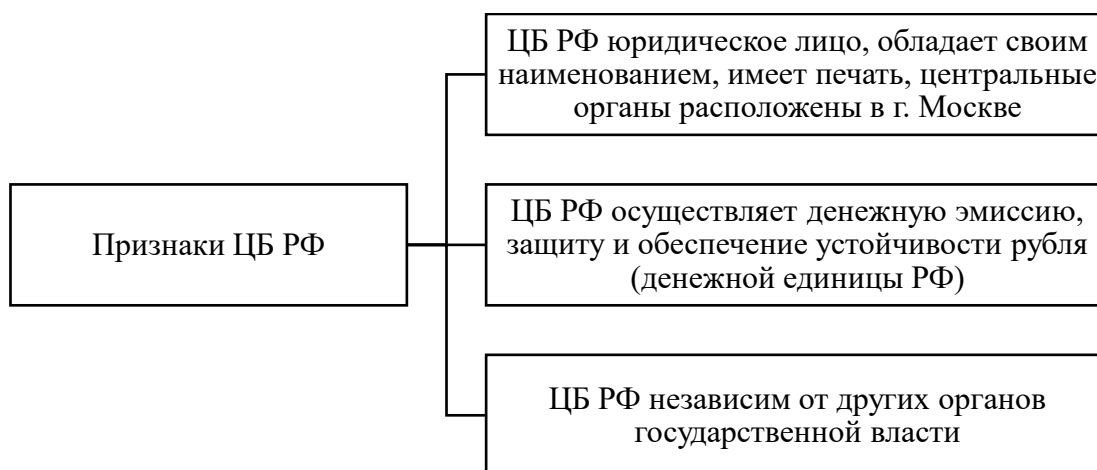 ЦБ РФ юридическое лицо, обладает своим
наименованием, имеет печать, центральные
органы расположены в г. Москве
Признаки ЦБ РФ
ЦБ РФ осуществляет денежную эмиссию,
защиту и обеспечение устойчивости рубля
(денежной единицы РФ)
ЦБ РФ независим от других органов
государственной власти